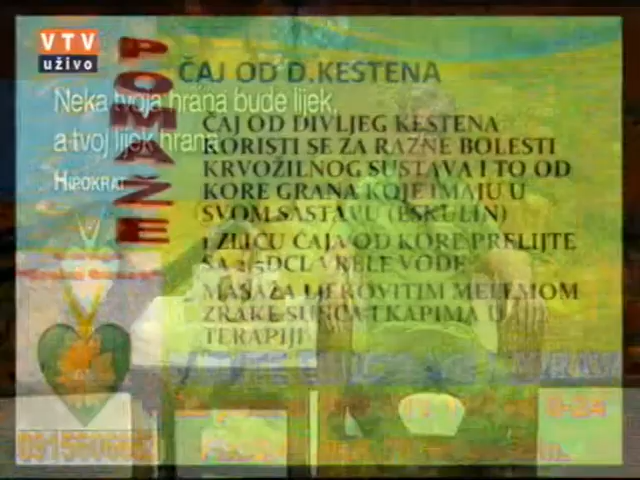 VTV
uživo
POMAŽE
ČAJ OD D.KESTENA
Neka tvoja hrana bude lijek,
a tvoj lijek hrana
HIPOKRAT
ČAJ OD DIVLJEG KESTENA
KORISTI SE ZA RAZNE BOLESTI
KRVOŽILNOG SUSTAVA I TO OD
KORE GRANA KOJE IMAJU U
SVOM SASTAVU (ESKULIN)
1 ŽLICU ČAJA OD KORE PRELIJTE
SA 2,5DCL VRELE VODE
MASAŽA LJEKOVITIM MELEMOM
ZRAKE SUNCA I KAPIMA U
TERAPIJI